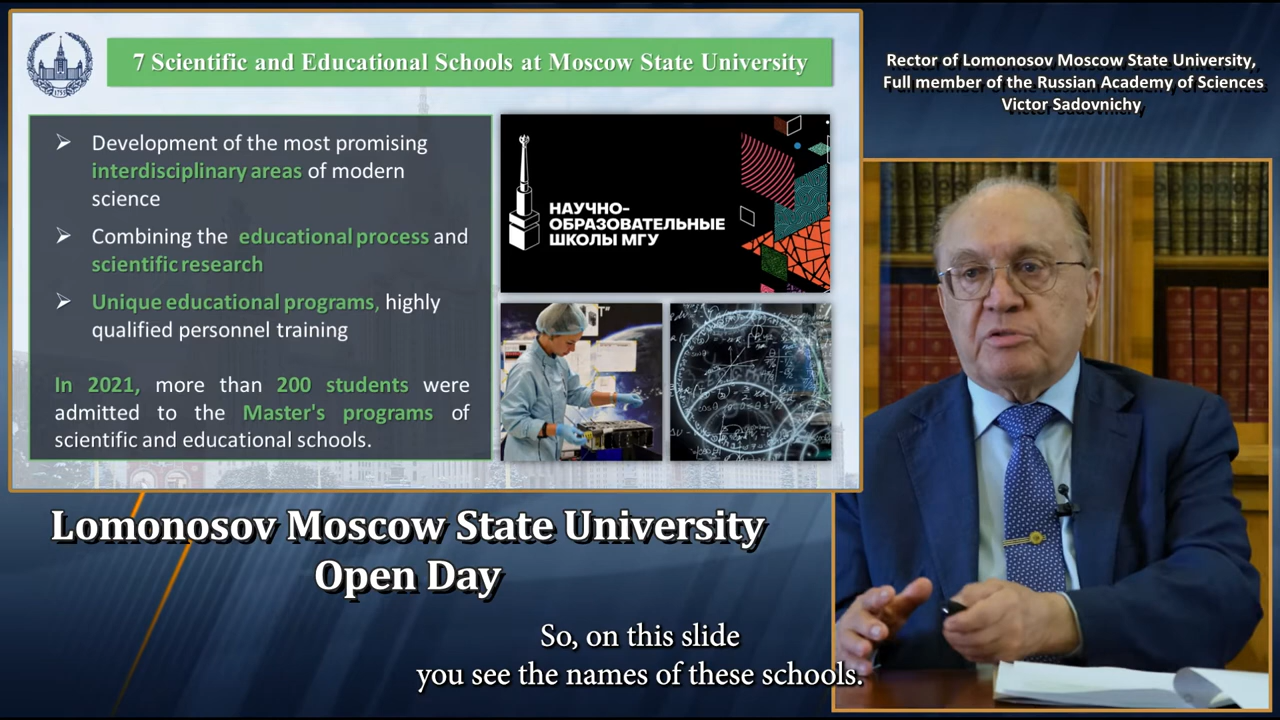 7 Scientific and Educational Schools at Moscow State University
Development of the most promising
interdisciplinary areas of modern
science
Combining the educational process and
scientific research
Unique educational programs, highly
qualified personnel training
In 2021, more than 200 students were
admitted to the Master's programs of
scientific and educational schools.
НАУЧНО-
ОБРАЗОВАТЕЛЬНЫЕ
ШКОЛЫ МГУ
Rector of Lomonosov Moscow State University,
Full member of the Russian Academy of Sciences
Victor Sadovnichy
Lomonosov Moscow State University
Open Day
So, on this slide
you see the names of these schools.